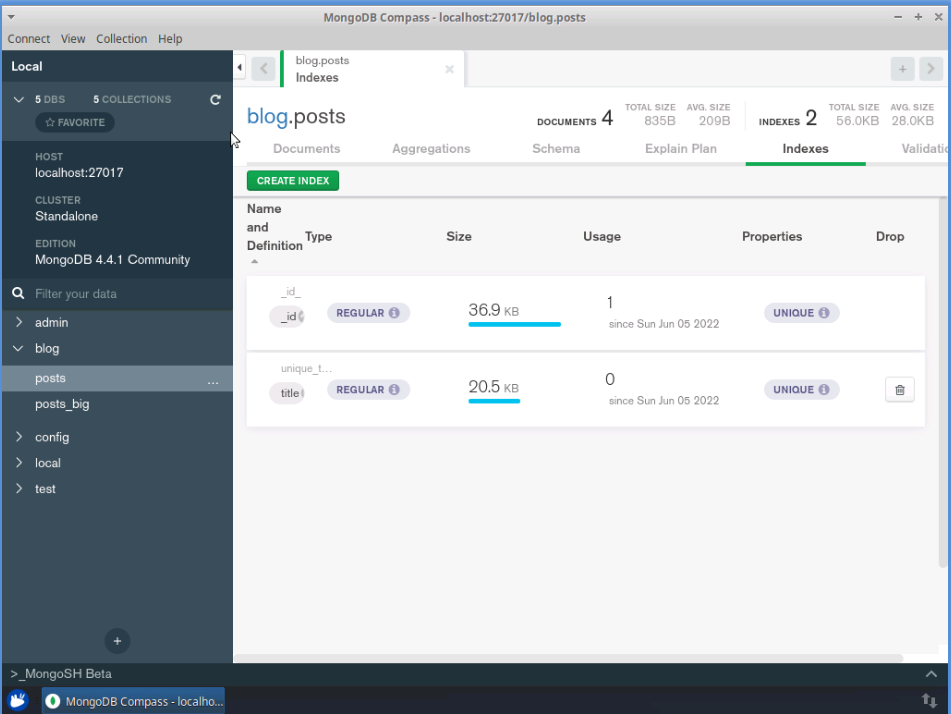 MongoDB Compass - localhost:27017/blog.posts
Connect View Collection Help
Local
5 DBS 5 COLLECTIONS
FAVORITE
HOST
localhost:27017
CLUSTER
Standalone
EDITION
MongoDB 4.4.1 Community
Filter your data
admin
blog
posts ...
posts_big
config
local
test
+
blog.posts
Indexes
+
blog.posts
DOCUMENTS 4
TOTAL SIZE
835B
AVG. SIZE
209B
INDEXES 2
TOTAL SIZE
56.0KB
AVG. SIZE
28.0KB
Documents Aggregations Schema Explain Plan Indexes Validatio
CREATE INDEX
Name
and
Definition
Type Size Usage Properties Drop
_id_
_id
REGULAR
36.9 KB
1
since Sun Jun 05 2022
UNIQUE
unique_t...
title
REGULAR
20.5 KB
0
since Sun Jun 05 2022
UNIQUE
>_MongoSH Beta
MongoDB Compass - localho...